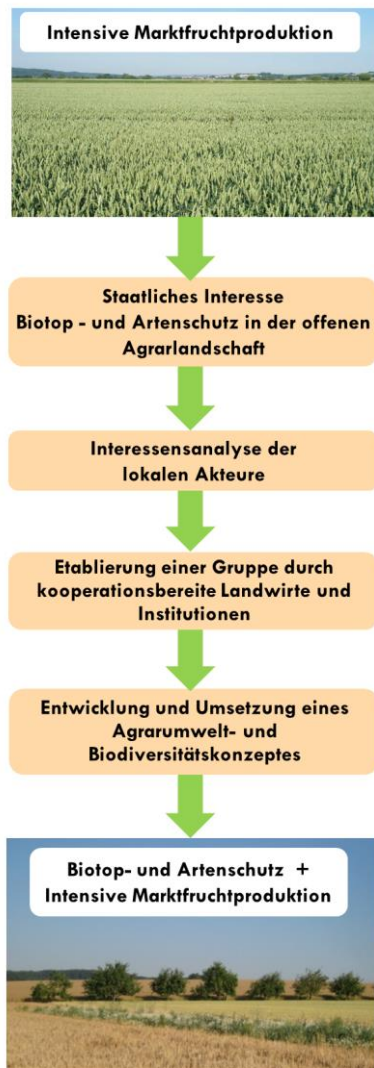 Intensive Marktfruchtproduktion
Staatliches Interesse
Biotop - und Artenschutz in der offenen
Agrarlandschaft
Interessensanalyse der
lokalen Akteure
Etablierung einer Gruppe durch
kooperationsbereite Landwirte und
Institutionen
Entwicklung und Umsetzung eines
Agrarumwelt- und
Biodiversitätskonzeptes
Biotop- und Artenschutz +
Intensive Marktfruchtproduktion